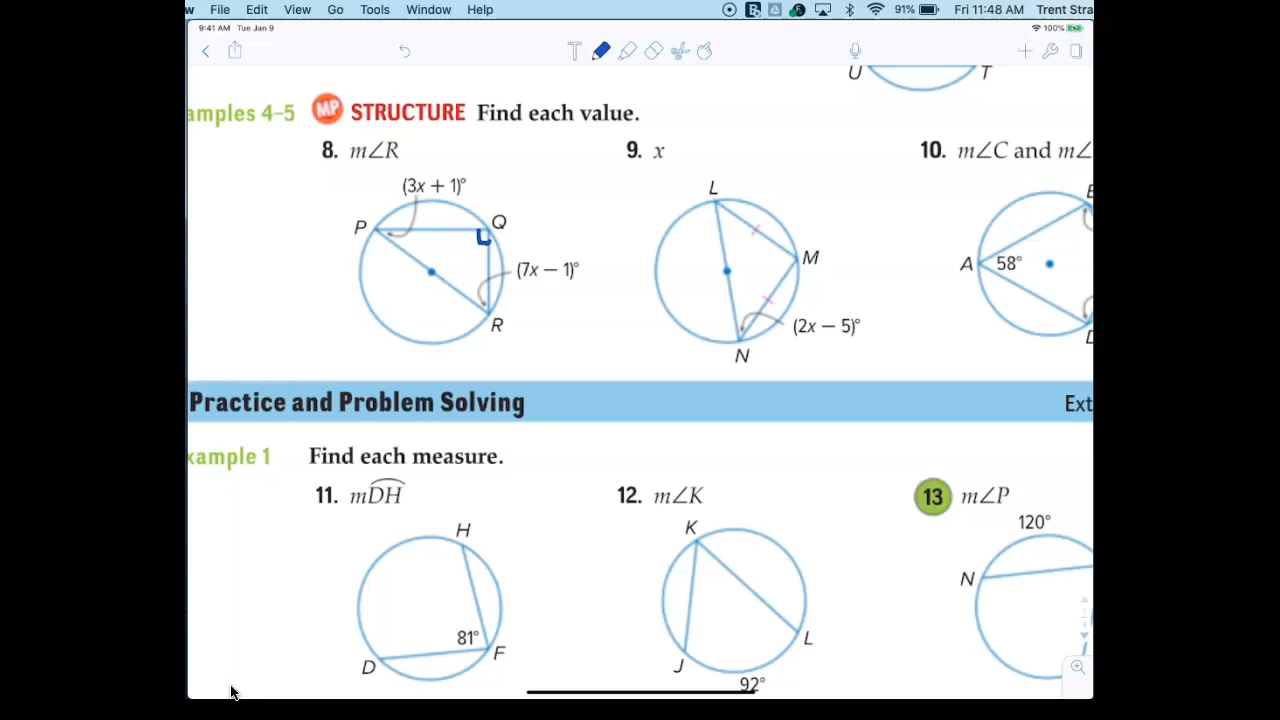 w File Edit View Go Tools Window Help 91% Fri 11:48 AM Trent Stra
9:41 AM Tue Jan 9 100%
T
U T
amples 4–5 MP STRUCTURE Find each value.
8. m∠R 9. x 10. m∠C and m∠
(3x + 1)° P Q (7x − 1)° R
L M N (2x − 5)°
A 58°
Practice and Problem Solving Ext
xample 1 Find each measure.
11. mDH 12. m∠K 13 m∠P
H 81° D F
K J L 92°
120° N